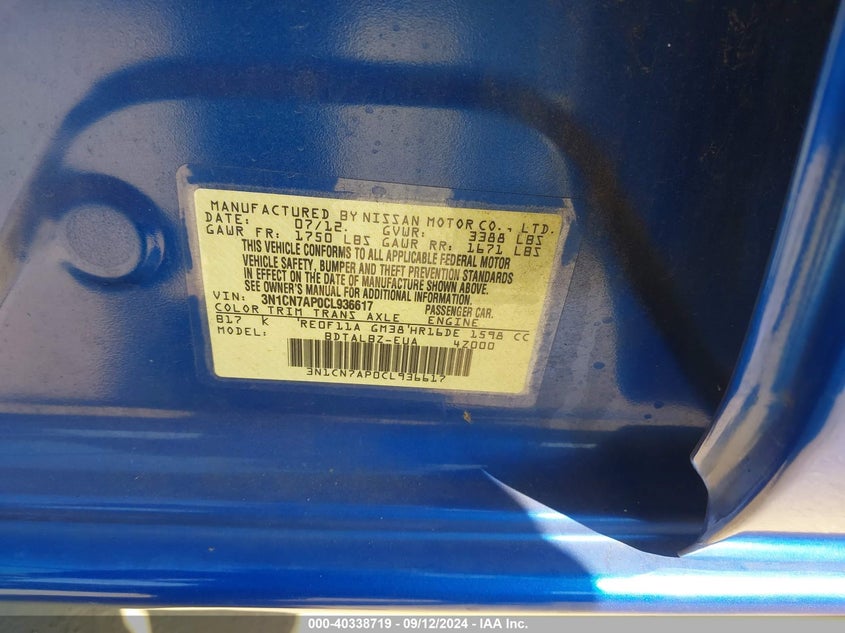 MANUFACTURED BY NISSAN MOTOR CO., LTD.
DATE: 07/12. GVWR: 3388 LBS
GAWR FR: 1750 LBS GAWR RR: 1671 LBS
THIS VEHICLE CONFORMS TO ALL APPLICABLE FEDERAL MOTOR
VEHICLE SAFETY, BUMPER AND THEFT PREVENTION STANDARDS
IN EFFECT ON THE DATE OF MANUFACTURE SHOWN ABOVE.
SEE OWNER'S MANUAL FOR ADDITIONAL INFORMATION.
VIN: 3N1CN7AP0CL936617 PASSENGER CAR.
COLOR TRIM TRANS AXLE ENGINE
B17 K RE0F11A GM38 HR16DE 1598 CC
MODEL: BDTALBZ-EUA 4Z000
3N1CN7AP0CL936617
000-40338719 - 09/12/2024 - IAA Inc.